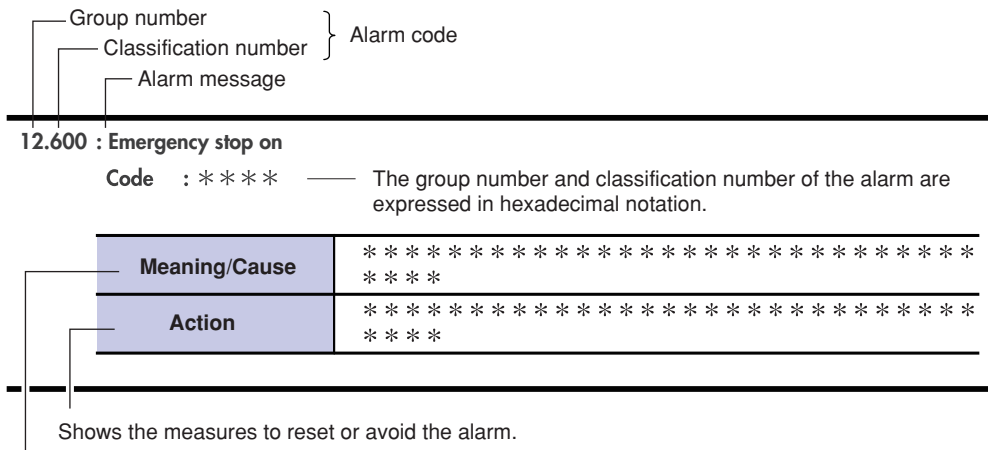 Group number
Classification number
Alarm code
Alarm message
12.600 : Emergency stop on
Code : ＊＊＊＊
The group number and classification number of the alarm are
expressed in hexadecimal notation.
Meaning/Cause
＊＊＊＊＊＊＊＊＊＊＊＊＊＊＊＊＊＊＊＊＊＊＊＊＊＊＊＊＊
＊＊＊＊
Action
＊＊＊＊＊＊＊＊＊＊＊＊＊＊＊＊＊＊＊＊＊＊＊＊＊＊＊＊＊
＊＊＊＊
Shows the measures to reset or avoid the alarm.